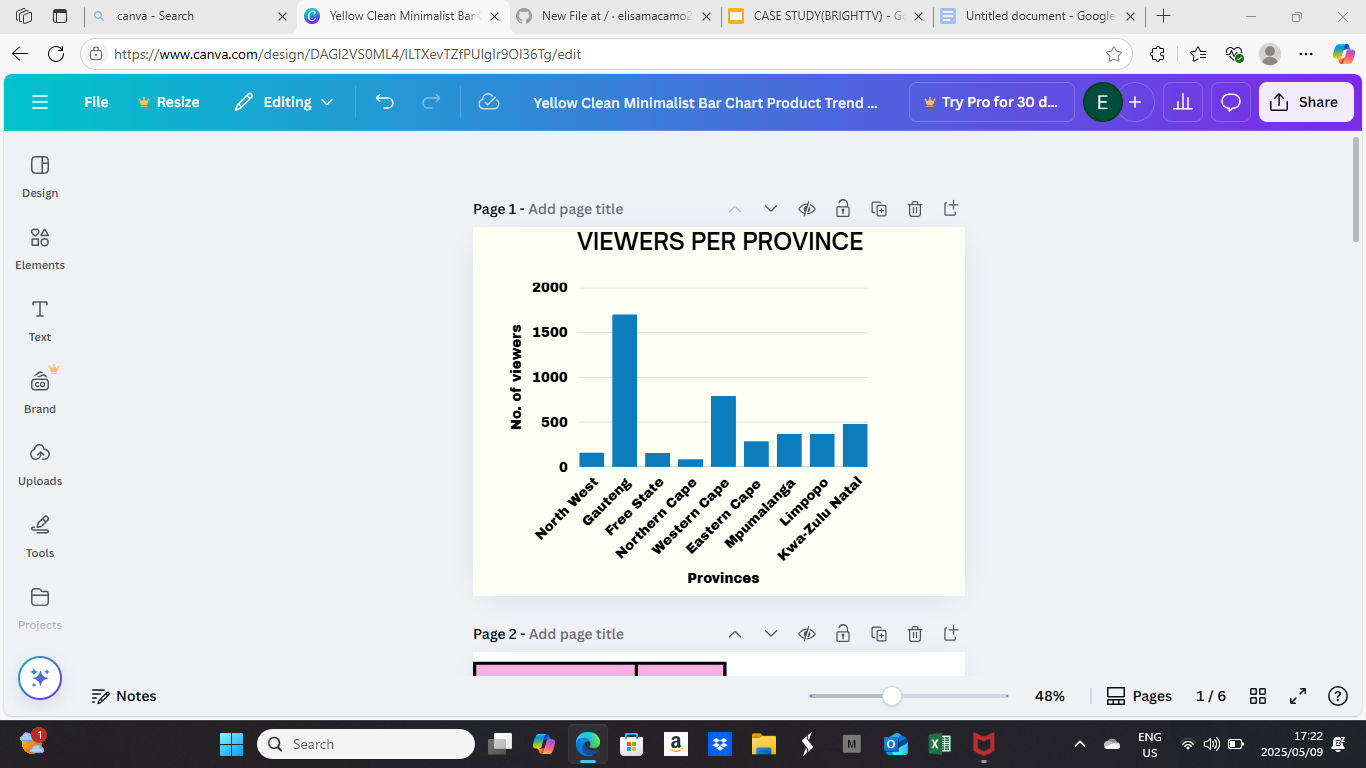 canva - Search
Yellow Clean Minimalist Bar C
New File at / · elisamacamo2
CASE STUDY(BRIGHTTV) - Go
Untitled document - Google
https://www.canva.com/design/DAGI2VS0ML4/ILTXevTZfPUIgIr9OI36Tg/edit
File
Resize
Editing
Yellow Clean Minimalist Bar Chart Product Trend ...
Try Pro for 30 d...
E
Share
Design
Elements
Text
Brand
Uploads
Tools
Projects
Page 1 - Add page title
VIEWERS PER PROVINCE
2000
1500
1000
500
0
No. of viewers
North West
Gauteng
Free State
Northern Cape
Western Cape
Eastern Cape
Mpumalanga
Limpopo
Kwa-Zulu Natal
Provinces
Page 2 - Add page title
Notes
48%
Pages
1 / 6
1
Search
ENG
US
17:22
2025/05/09